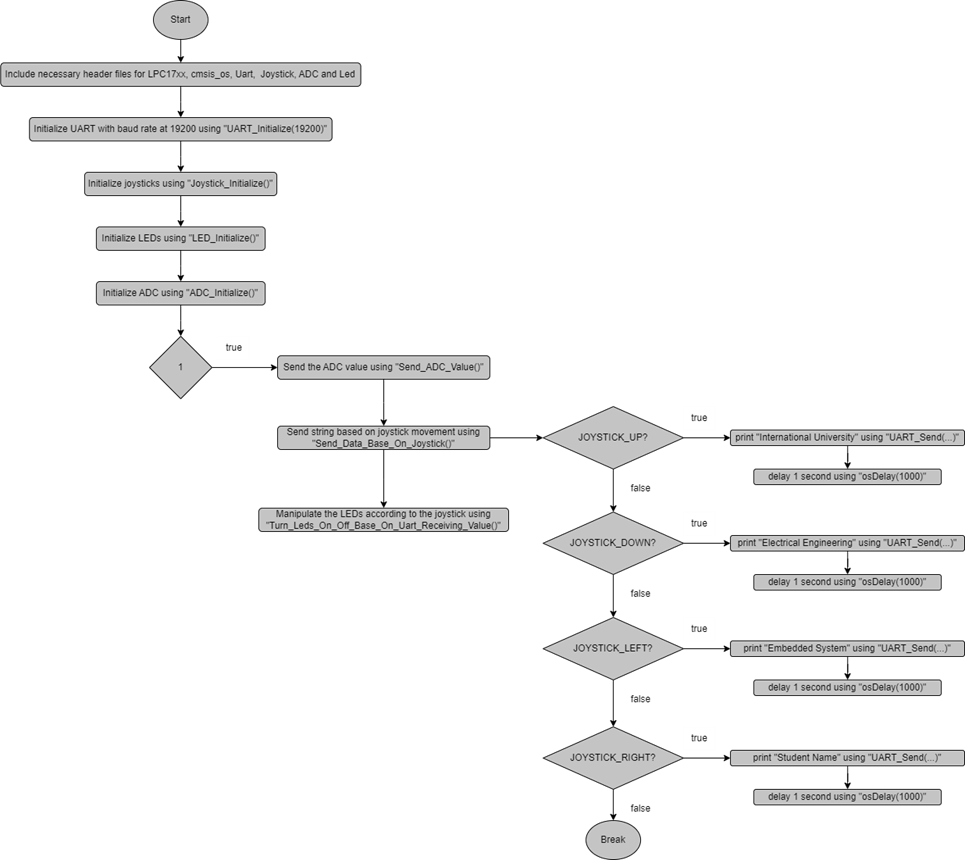 Start
Include necessary header files for LPC17xx, cmsis_os, Uart,  Joystick, ADC and Led
Initialize UART with baud rate at 19200 using "UART_Initialize(19200)"
Initialize joysticks using "Joystick_Initialize()"
Initialize LEDs using "LED_Initialize()"
Initialize ADC using "ADC_Initialize()"
1
true
Send the ADC value using "Send_ADC_Value()"
Send string based on joystick movement using
"Send_Data_Base_On_Joystick()"
Manipulate the LEDs according to the joystick using
"Turn_Leds_On_Off_Base_On_Uart_Receiving_Value()"
JOYSTICK_UP?
true
print "International University" using "UART_Send(...)"
delay 1 second using "osDelay(1000)"
false
JOYSTICK_DOWN?
true
print "Electrical Engineering" using "UART_Send(...)"
delay 1 second using "osDelay(1000)"
false
JOYSTICK_LEFT?
true
print "Embedded System" using "UART_Send(...)"
delay 1 second using "osDelay(1000)"
false
JOYSTICK_RIGHT?
true
print "Student Name" using "UART_Send(...)"
delay 1 second using "osDelay(1000)"
false
Break